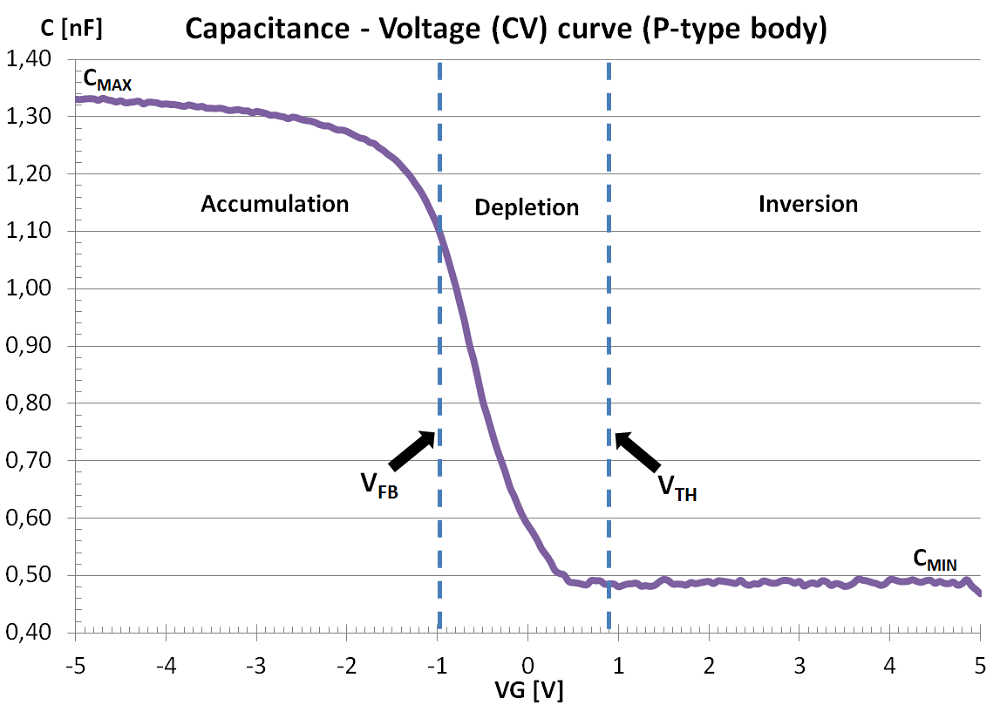 C [nF]
Capacitance - Voltage (CV) curve (P-type body)
1,40
1,30
1,20
1,10
1,00
0,90
0,80
0,70
0,60
0,50
0,40
CMAX
Accumulation
Depletion
Inversion
VFB
VTH
CMIN
-5 -4 -3 -2 -1 0 1 2 3 4 5
VG [V]